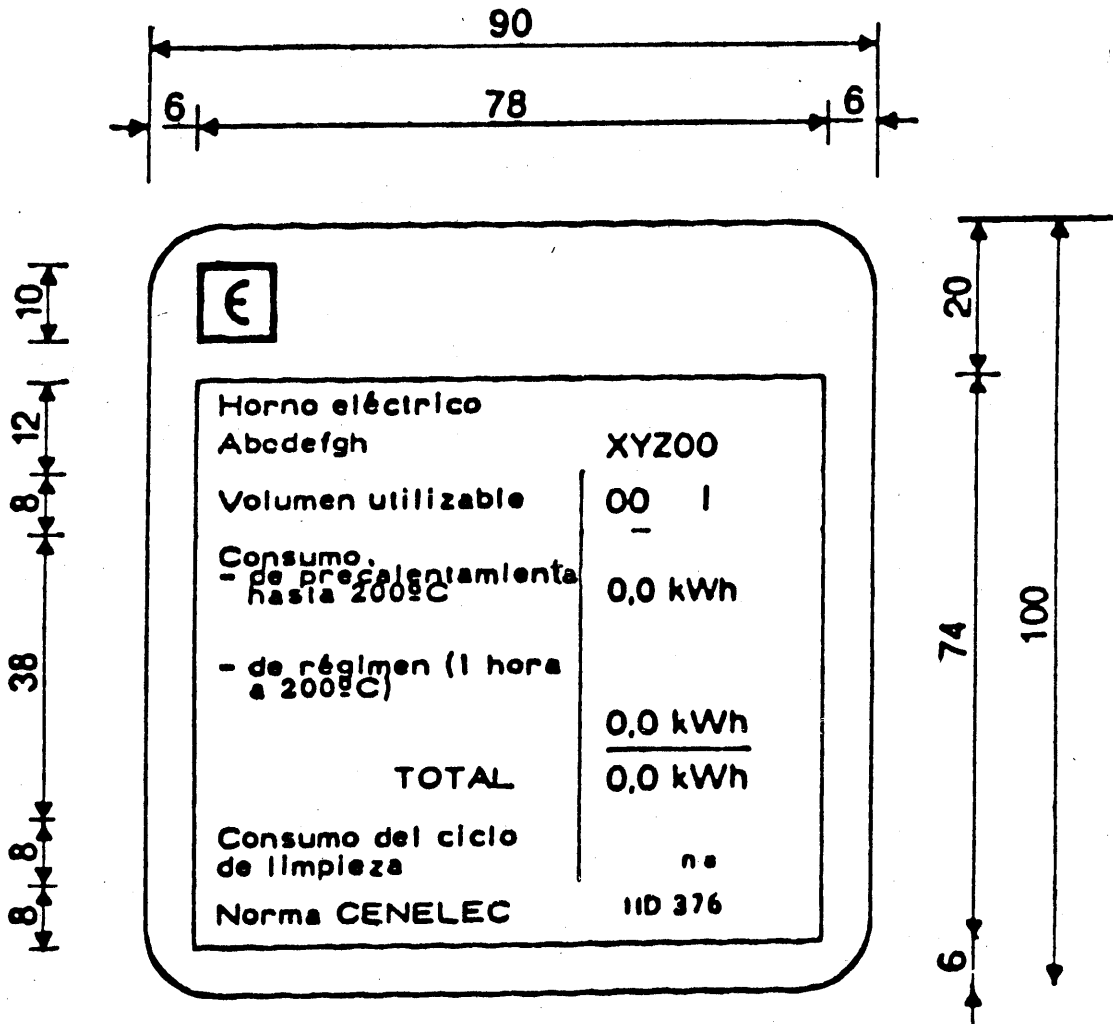 90
6 78 6
10
20
Є
12
Horno eléctrico
Abcdefgh XYZ00
8
Volumen utilizable 00 l
Consumo.
- de precalentamienta
hasta 200ºC 0,0 kWh
38
74
100
- de régimen (1 hora
a 200ºC)
0,0 kWh
TOTAL 0,0 kWh
8
Consumo del ciclo
de limpieza n a
8
Norma CENELEC HD 376
6